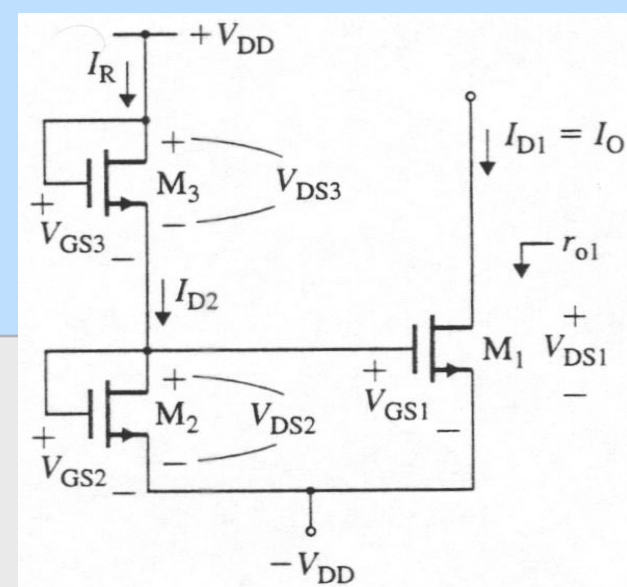 +V_DD
I_R
I_D1 = I_O
+
M_3
V_DS3
+
V_GS3
−
−
r_o1
I_D2
+
M_1
V_DS1
+
V_GS1
−
−
+
M_2
V_DS2
+
V_GS2
−
−
−V_DD